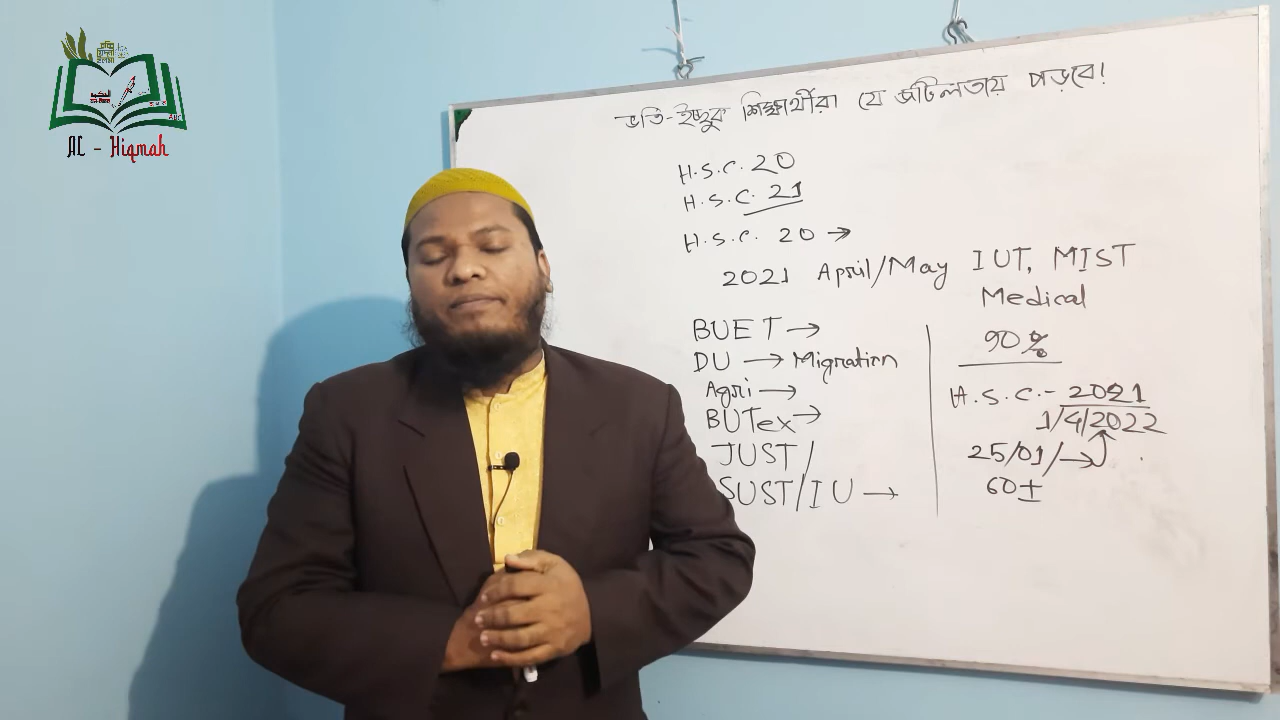 AL - Hiqmah
ভর্তি-ইচ্ছুক শিক্ষার্থীরা যে জটিলতায় পড়বে!
H.S.C. 20
H.S.C. 21
H.S.C. 20 →
2021 April/May IUT, MIST
Medical
BUET →
DU → Migration
Agri →
BUTex →
JUST /
SUST/IU →
90%
H.S.C.- 2021
1/4/2022
25/01/→
60±